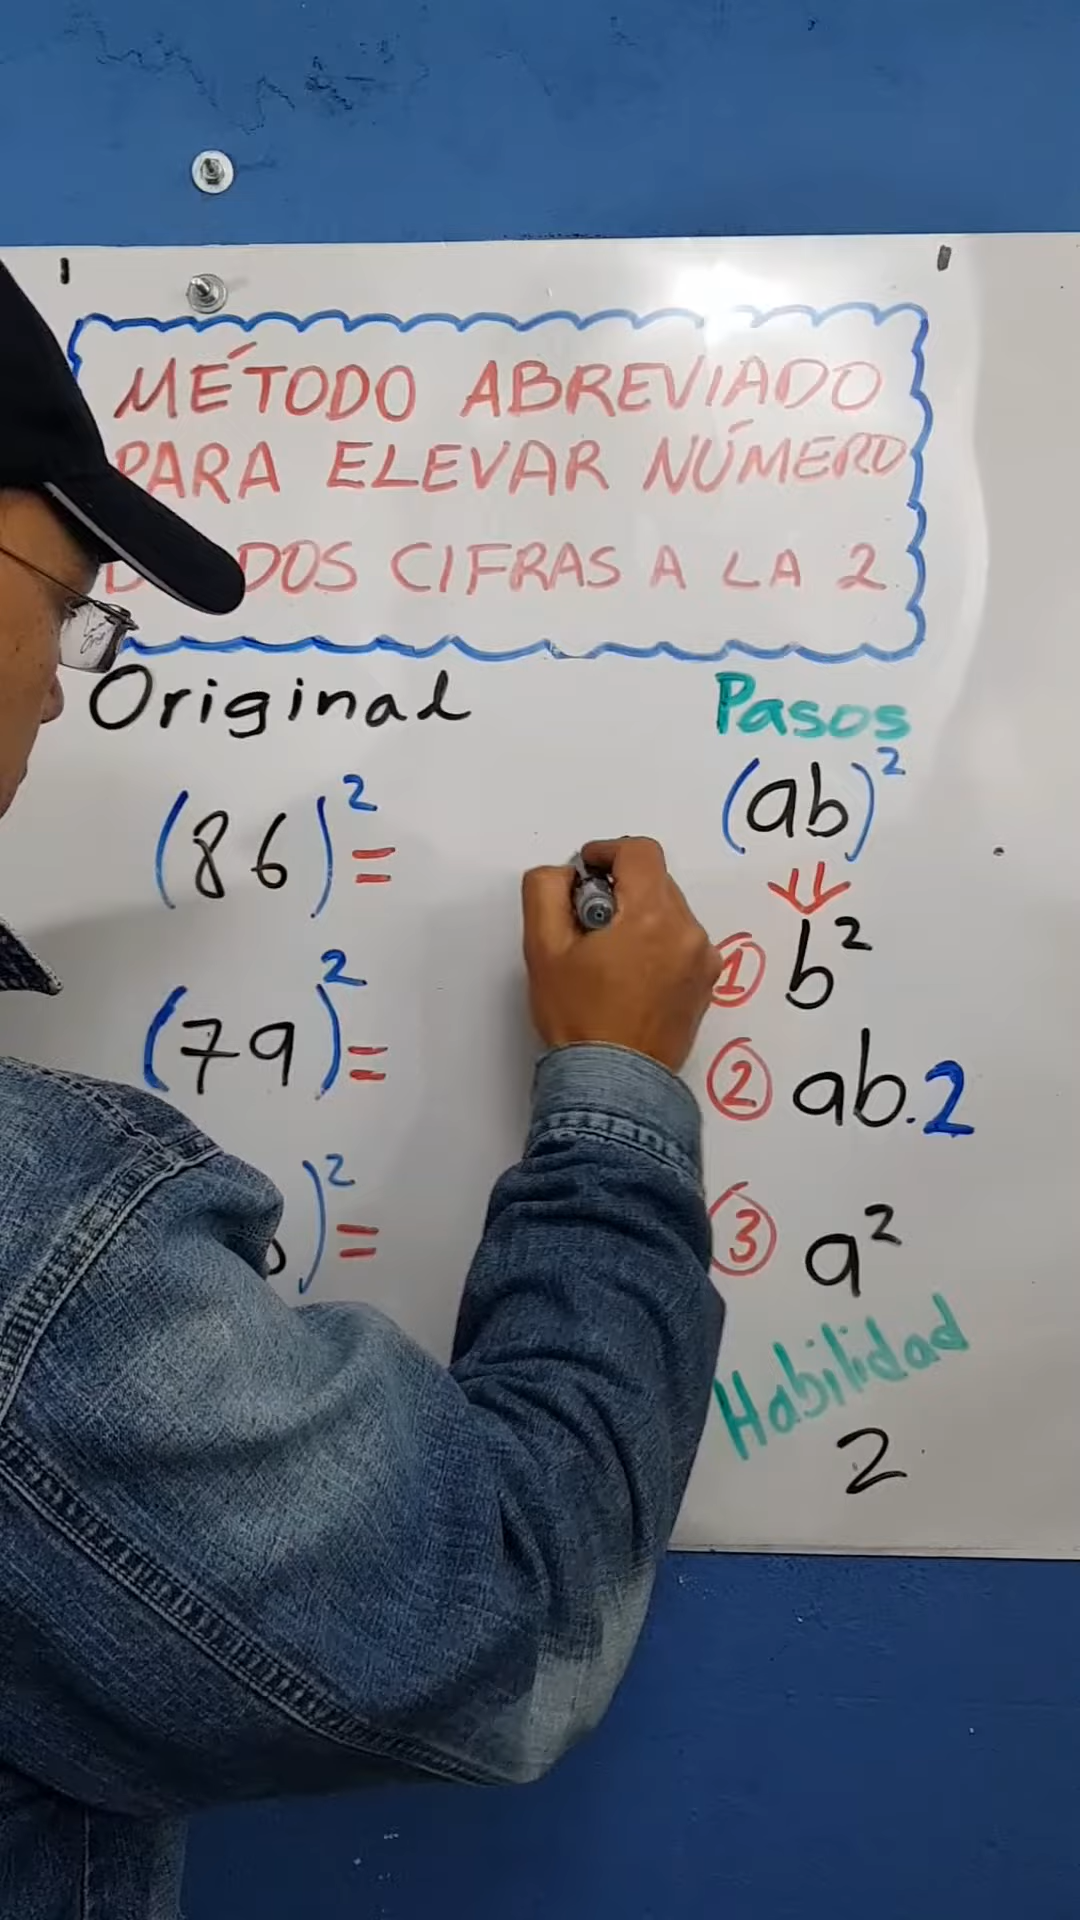 MÉTODO ABREVIADO
PARA ELEVAR NÚMERO
DOS CIFRAS A LA 2
Original
Pasos
(86)² =
(ab)²
① b²
(79)² =
② ab.2
)² =
③ a²
Habilidad
2